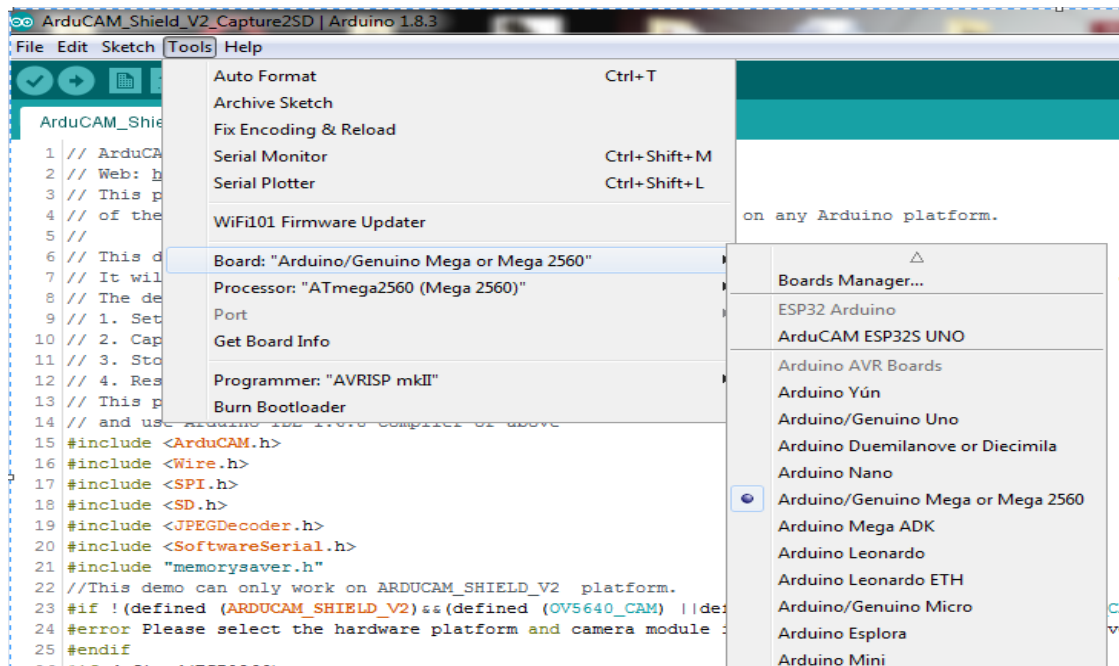 ArduCAM_Shield_V2_Capture2SD | Arduino 1.8.3
File Edit Sketch Tools Help
Auto Format Ctrl+T
Archive Sketch
Fix Encoding & Reload
Serial Monitor Ctrl+Shift+M
Serial Plotter Ctrl+Shift+L
WiFi101 Firmware Updater
Board: "Arduino/Genuino Mega or Mega 2560"
Processor: "ATmega2560 (Mega 2560)"
Port
Get Board Info
Programmer: "AVRISP mkII"
Burn Bootloader
Boards Manager...
ESP32 Arduino
ArduCAM ESP32S UNO
Arduino AVR Boards
Arduino Yún
Arduino/Genuino Uno
Arduino Duemilanove or Diecimila
Arduino Nano
Arduino/Genuino Mega or Mega 2560
Arduino Mega ADK
Arduino Leonardo
Arduino Leonardo ETH
Arduino/Genuino Micro
Arduino Esplora
Arduino Mini
ArduCAM_Shie
1 // ArduCA
2 // Web: h
3 // This p
4 // of the on any Arduino platform.
5 //
6 // This d
7 // It wil
8 // The de
9 // 1. Set
10 // 2. Cap
11 // 3. Sto
12 // 4. Res
13 // This p
14 // and use Arduino IDE compiler or above
15 #include <ArduCAM.h>
16 #include <Wire.h>
17 #include <SPI.h>
18 #include <SD.h>
19 #include <JPEGDecoder.h>
20 #include <SoftwareSerial.h>
21 #include "memorysaver.h"
22 //This demo can only work on ARDUCAM_SHIELD_V2 platform.
23 #if !(defined (ARDUCAM_SHIELD_V2)&&(defined (OV5640_CAM) ||de
24 #error Please select the hardware platform and camera module
25 #endif